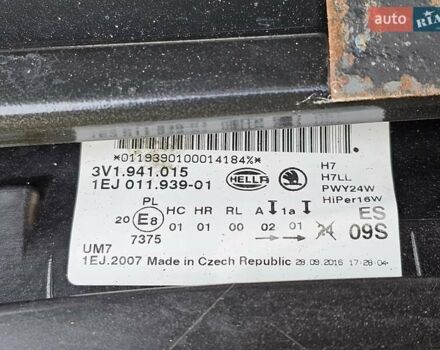 auto RIA
*0119390100014184%*
3V1.941.015
1EJ 011.939-01
HELLA
H7
H7LL
PWY24W
HiPer16W
PL
20 E8 HC HR RL A 1a 24 ES
7375 01 01 00 02 01 09S
UM7
1EJ.2007 Made in Czech Republic 28.09.2016 17:28:04